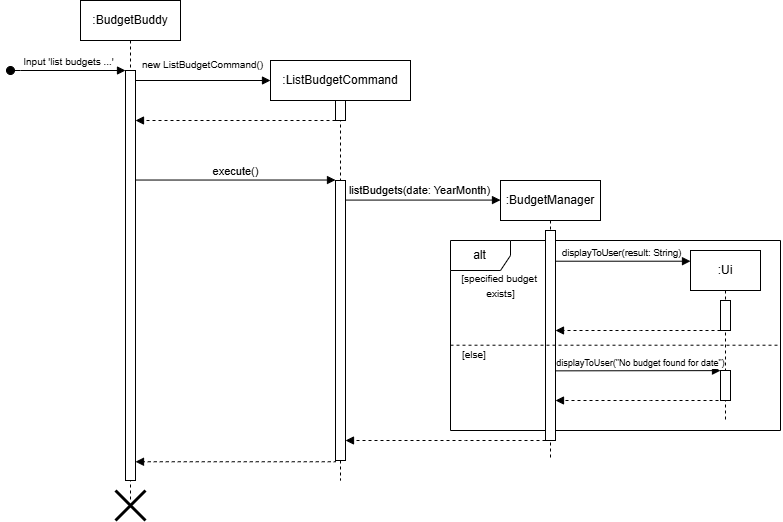 :BudgetBuddy
Input 'list budgets ...'
new ListBudgetCommand()
:ListBudgetCommand
execute()
listBudgets(date: YearMonth)
:BudgetManager
alt
displayToUser(result: String)
:Ui
[specified budget
exists]
[else]
displayToUser("No budget found for date")